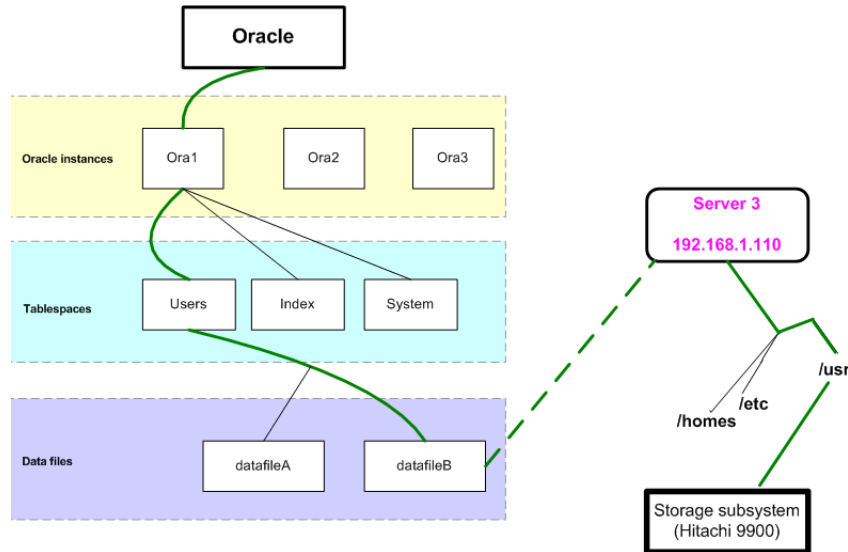 Oracle
Oracle instances
Ora1
Ora2
Ora3
Server 3
192.168.1.110
Tablespaces
Users
Index
System
/usr
/etc
/homes
Data files
datafileA
datafileB
Storage subsystem
(Hitachi 9900)